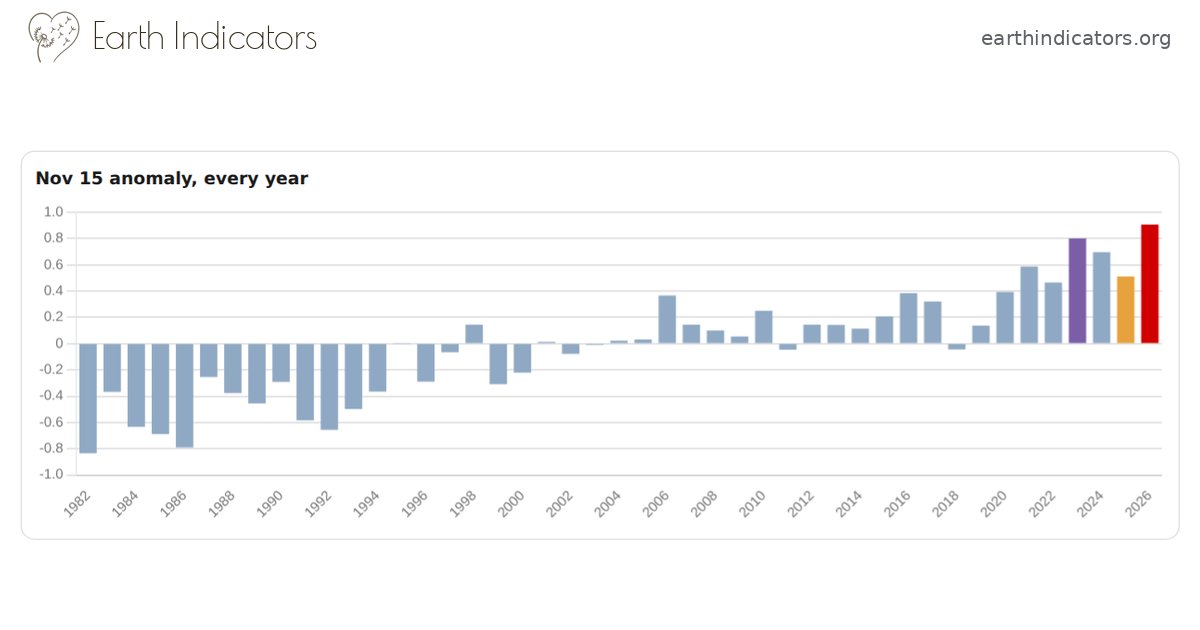 Earth Indicators
earthindicators.org
Nov 15 anomaly, every year
1.0
0.8
0.6
0.4
0.2
0
-0.2
-0.4
-0.6
-0.8
-1.0
1982 1984 1986 1988 1990 1992 1994 1996 1998 2000 2002 2004 2006 2008 2010 2012 2014 2016 2018 2020 2022 2024 2026